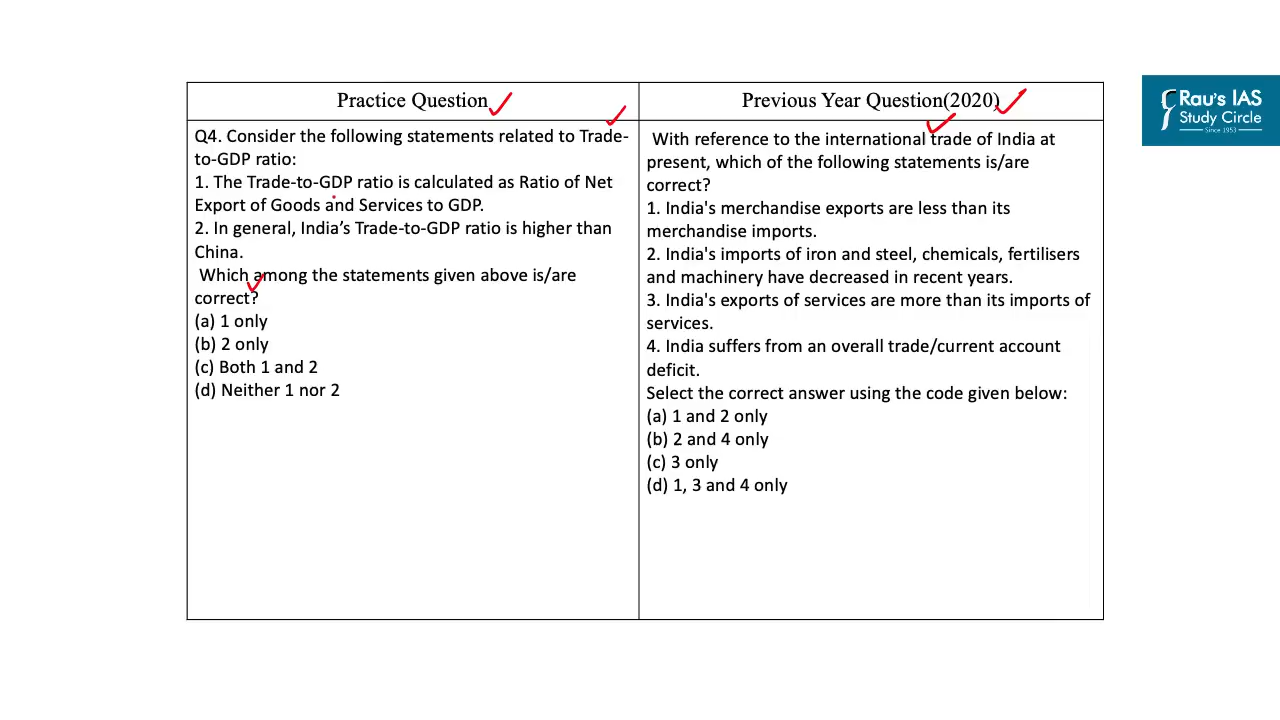 Practice Question
Q4. Consider the following statements related to Trade-
to-GDP ratio:
1. The Trade-to-GDP ratio is calculated as Ratio of Net
Export of Goods and Services to GDP.
2. In general, India’s Trade-to-GDP ratio is higher than
China.
Which among the statements given above is/are
correct?
(a) 1 only
(b) 2 only
(c) Both 1 and 2
(d) Neither 1 nor 2
Previous Year Question(2020)
With reference to the international trade of India at
present, which of the following statements is/are
correct?
1. India's merchandise exports are less than its
merchandise imports.
2. India's imports of iron and steel, chemicals, fertilisers
and machinery have decreased in recent years.
3. India's exports of services are more than its imports of
services.
4. India suffers from an overall trade/current account
deficit.
Select the correct answer using the code given below:
(a) 1 and 2 only
(b) 2 and 4 only
(c) 3 only
(d) 1, 3 and 4 only
Rau's IAS
Study Circle
Since 1953